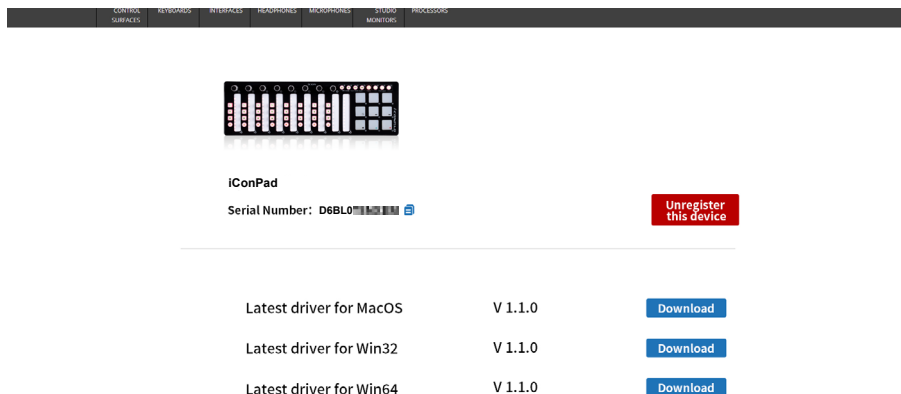 CONTROL KEYBOARDS INTERFACES HEADPHONES MICROPHONES STUDIO PROCESSORS
SURFACES MONITORS
iConPad
Serial Number: D6BL0
Unregister
this device
Latest driver for MacOS V 1.1.0 Download
Latest driver for Win32 V 1.1.0 Download
Latest driver for Win64 V 1.1.0 Download